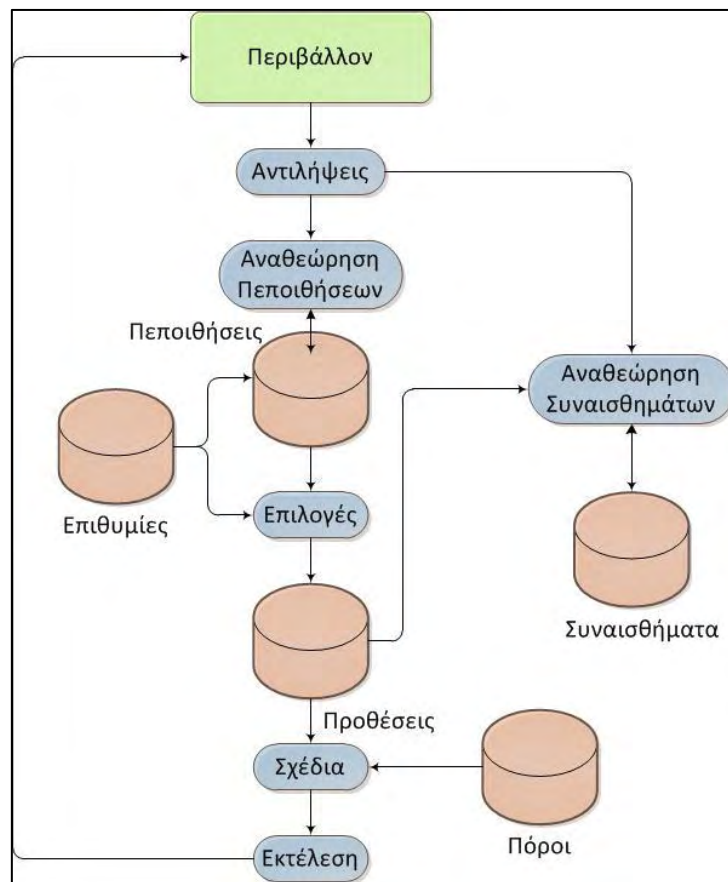 Περιβάλλον
Αντιλήψεις
Αναθεώρηση
Πεποιθήσεων
Πεποιθήσεις
Αναθεώρηση
Συναισθημάτων
Επιθυμίες
Επιλογές
Συναισθήματα
Προθέσεις
Σχέδια
Πόροι
Εκτέλεση